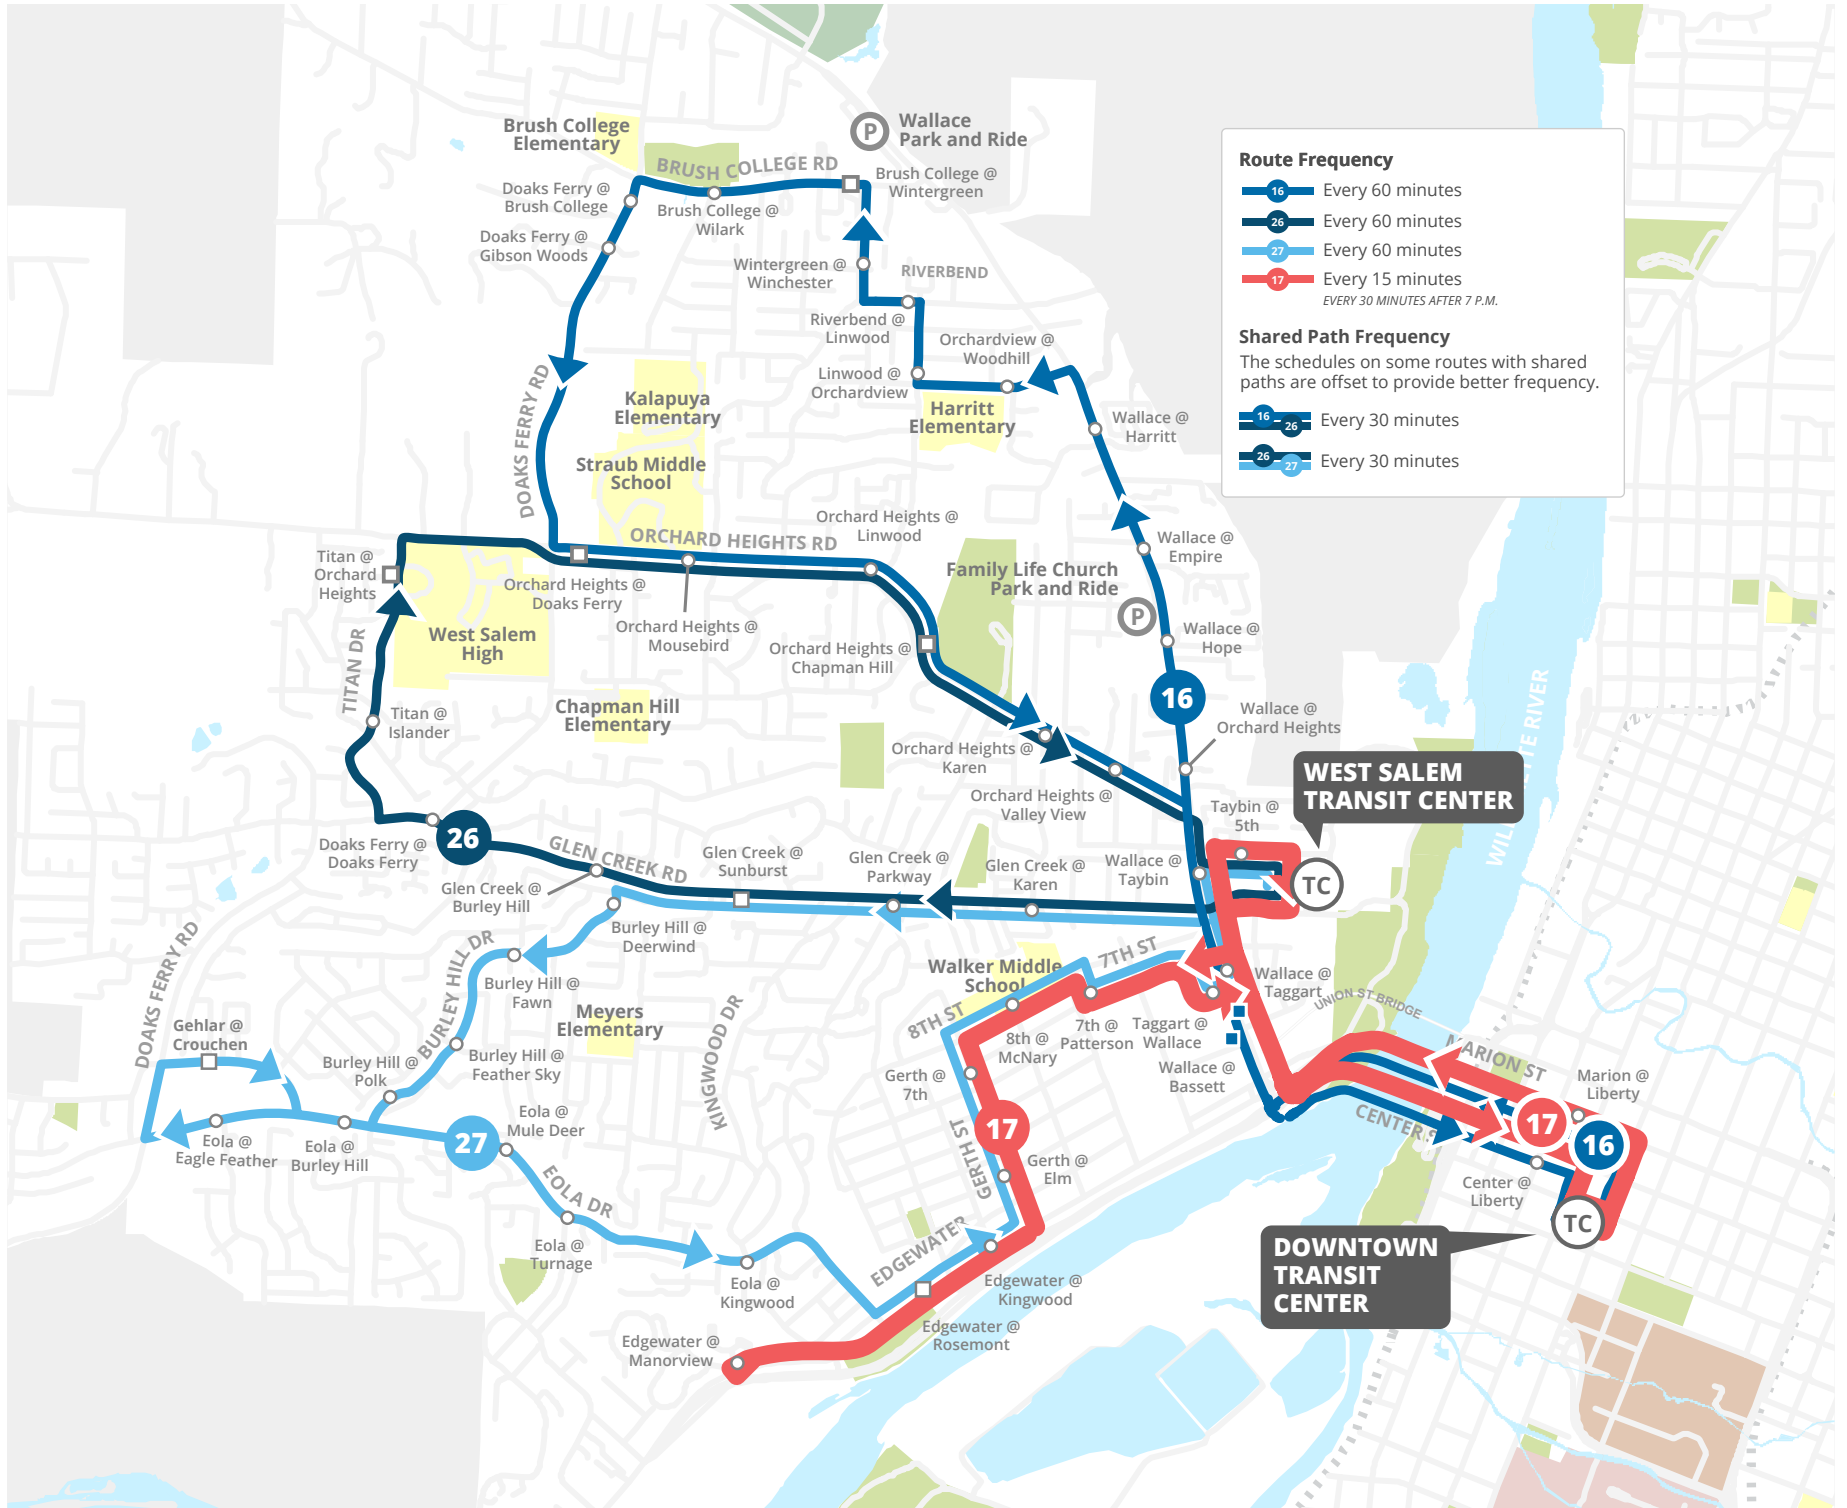 Brush College
Elementary
Wallace
Park and Ride
P
BRUSH COLLEGE RD
Brush College @
Wintergreen
Doaks Ferry @
Brush College
Brush College @
Wilark
Doaks Ferry @
Gibson Woods
Wintergreen @
Winchester
RIVERBEND
Riverbend @
Linwood
Orchardview @
Woodhill
Linwood @
Orchardview
Harritt
Elementary
Wallace @
Harritt
DOAKS FERRY RD
Kalapuya
Elementary
Straub Middle
School
Route Frequency
16 Every 60 minutes
26 Every 60 minutes
27 Every 60 minutes
17 Every 15 minutes
EVERY 30 MINUTES AFTER 7 P.M.
Shared Path Frequency
The schedules on some routes with shared
paths are offset to provide better frequency.
16 26 Every 30 minutes
26 27 Every 30 minutes
Orchard Heights @
Linwood
ORCHARD HEIGHTS RD
Titan @
Orchard
Heights
Orchard Heights @
Doaks Ferry
Orchard Heights @
Mousebird
Family Life Church
Park and Ride
P
Wallace @
Empire
Wallace @
Hope
West Salem
High
Orchard Heights @
Chapman Hill
TITAN DR
Titan @
Islander
Chapman Hill
Elementary
16
Wallace @
Orchard Heights
Orchard Heights @
Karen
Orchard Heights @
Valley View
WEST SALEM
TRANSIT CENTER
Taybin @
5th
TC
WILLAMETTE RIVER
26
Doaks Ferry @
Doaks Ferry
GLEN CREEK RD
Glen Creek @
Burley Hill
Glen Creek @
Sunburst
Glen Creek @
Parkway
Glen Creek @
Karen
Wallace @
Taybin
Burley Hill @
Deerwind
DOAKS FERRY RD
BURLEY HILL DR
Burley Hill @
Fawn
Meyers
Elementary
Walker Middle
School
7TH ST
8TH ST
Wallace @
Taggart
UNION ST BRIDGE
Gehlar @
Crouchen
Burley Hill @
Polk
Burley Hill @
Feather Sky
KINGWOOD DR
8th @
McNary
7th @
Patterson
Taggart @
Wallace
Wallace @
Bassett
MARION ST
Marion @
Liberty
Gerth @
7th
CENTER S
17
16
Eola @
Eagle Feather
Eola @
Burley Hill
27
Eola @
Mule Deer
17
GERTH ST
Gerth @
Elm
Center @
Liberty
TC
EOLA DR
Eola @
Turnage
Eola @
Kingwood
EDGEWATER
Edgewater @
Kingwood
Edgewater @
Rosemont
Edgewater @
Manorview
DOWNTOWN
TRANSIT
CENTER